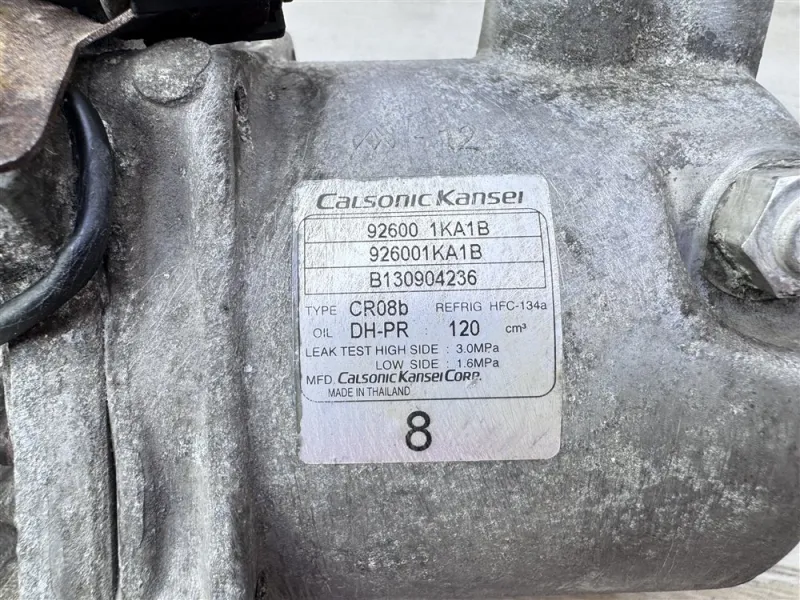 -12
CALSONIC KANSEI
92600 1KA1B
926001KA1B
B130904236
TYPE CR08b REFRIG HFC-134a
OIL DH-PR : 120 cm³
LEAK TEST HIGH SIDE : 3.0MPa
LOW SIDE : 1.6MPa
MFD. CALSONIC KANSEI CORP.
MADE IN THAILAND
8